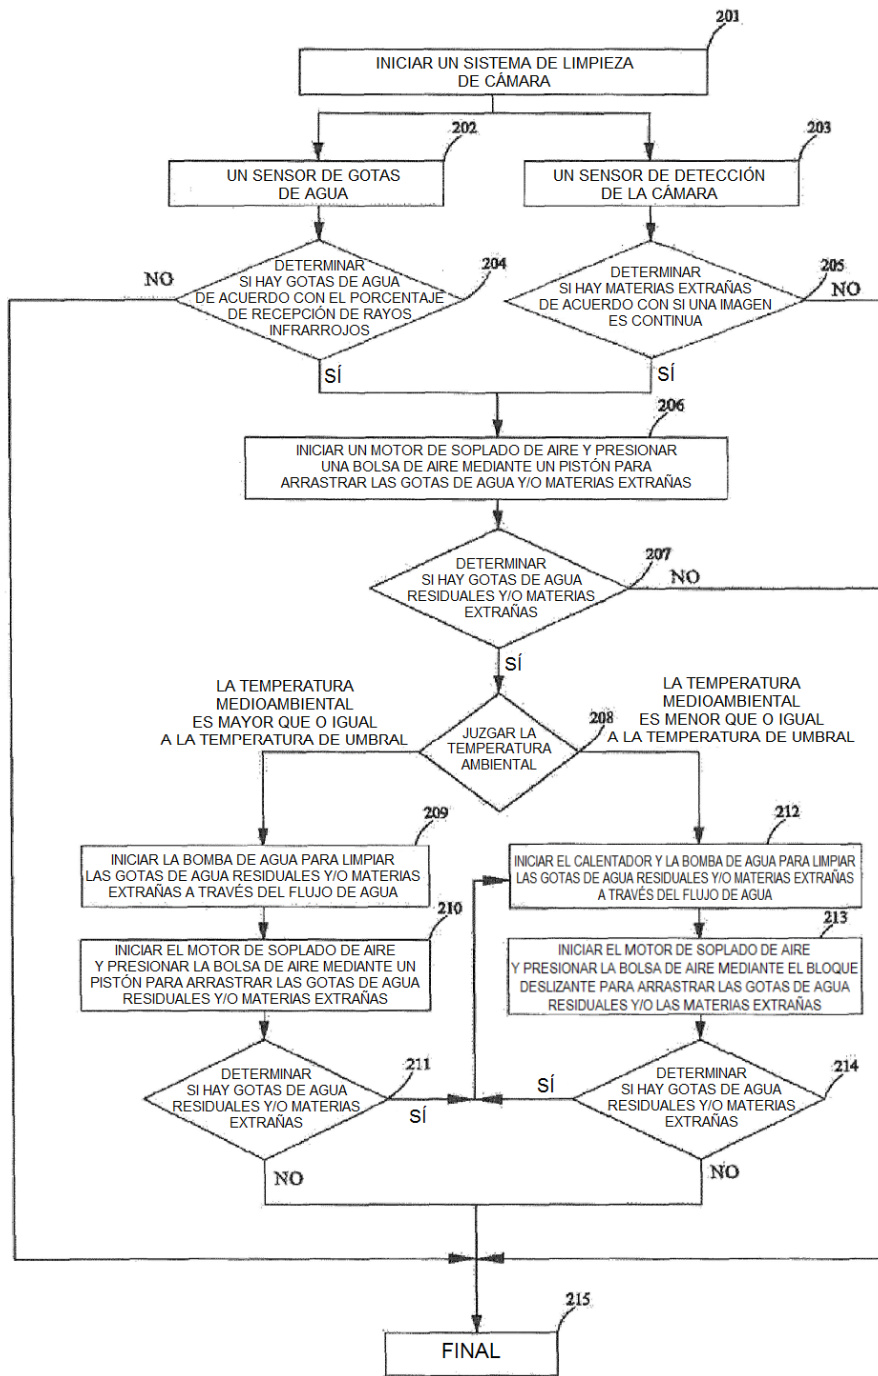 201
INICIAR UN SISTEMA DE LIMPIEZA
DE CÁMARA
202
UN SENSOR DE GOTAS
DE AGUA
203
UN SENSOR DE DETECCIÓN
DE LA CÁMARA
204
NO
DETERMINAR
SI HAY GOTAS DE AGUA
DE ACUERDO CON EL PORCENTAJE
DE RECEPCIÓN DE RAYOS
INFRARROJOS
SÍ
205
NO
DETERMINAR
SI HAY MATERIAS EXTRAÑAS
DE ACUERDO CON SI UNA IMAGEN
ES CONTINUA
SÍ
206
INICIAR UN MOTOR DE SOPLADO DE AIRE Y PRESIONAR
UNA BOLSA DE AIRE MEDIANTE UN PISTÓN PARA
ARRASTRAR LAS GOTAS DE AGUA Y/O MATERIAS EXTRAÑAS
207
NO
DETERMINAR
SI HAY GOTAS DE AGUA
RESIDUALES Y/O MATERIAS
EXTRAÑAS
SÍ
LA TEMPERATURA
MEDIOAMBIENTAL
ES MAYOR QUE O IGUAL
A LA TEMPERATURA DE UMBRAL
208
JUZGAR LA
TEMPERATURA
AMBIENTAL
LA TEMPERATURA
MEDIOAMBIENTAL
ES MENOR QUE O IGUAL
A LA TEMPERATURA DE UMBRAL
209
INICIAR LA BOMBA DE AGUA PARA LIMPIAR
LAS GOTAS DE AGUA RESIDUALES Y/O MATERIAS
EXTRAÑAS A TRAVÉS DEL FLUJO DE AGUA
212
INICIAR EL CALENTADOR Y LA BOMBA DE AGUA PARA LIMPIAR
LAS GOTAS DE AGUA RESIDUALES Y/O MATERIAS EXTRAÑAS
A TRAVÉS DEL FLUJO DE AGUA
210
INICIAR EL MOTOR DE SOPLADO DE AIRE
Y PRESIONAR LA BOLSA DE AIRE MEDIANTE UN
PISTÓN PARA ARRASTRAR LAS GOTAS DE AGUA
RESIDUALES Y/O MATERIAS EXTRAÑAS
213
INICIAR EL MOTOR DE SOPLADO DE AIRE
Y PRESIONAR LA BOLSA DE AIRE MEDIANTE EL BLOQUE
DESLIZANTE PARA ARRASTRAR LAS GOTAS DE AGUA
RESIDUALES Y/O LAS MATERIAS EXTRAÑAS
211
DETERMINAR
SI HAY GOTAS DE AGUA
RESIDUALES Y/O MATERIAS
EXTRAÑAS
SÍ
NO
214
SÍ
DETERMINAR
SI HAY GOTAS DE AGUA
RESIDUALES Y/O MATERIAS
EXTRAÑAS
NO
215
FINAL